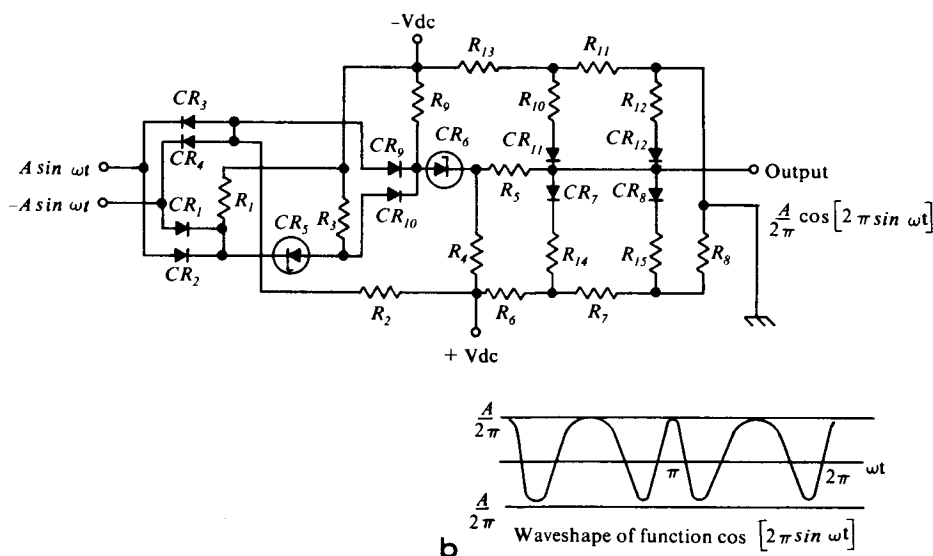 −Vdc
R13
R11
R9
R10
R12
CR3
CR6
CR4
CR9
CR11
CR12
A sin ωt
−A sin ωt
Output
CR1
R1
R3
CR10
R5
CR7
CR8
A/2π cos [2π sin ωt]
CR5
R4
R14
R15
R8
CR2
R2
R6
R7
+ Vdc
A/2π
π
2π
ωt
A/2π
Waveshape of function cos [2π sin ωt]
b